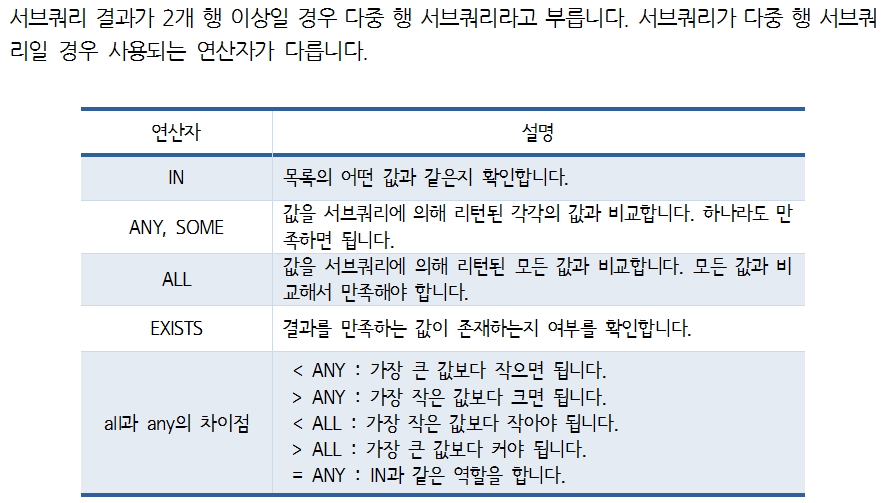 서브쿼리 결과가 2개 행 이상일 경우 다중 행 서브쿼리라고 부릅니다. 서브쿼리가 다중 행 서브쿼
리일 경우 사용되는 연산자가 다릅니다.
연산자 설명
IN 목록의 어떤 값과 같은지 확인합니다.
ANY, SOME 값을 서브쿼리에 의해 리턴된 각각의 값과 비교합니다. 하나라도 만
족하면 됩니다.
ALL 값을 서브쿼리에 의해 리턴된 모든 값과 비교합니다. 모든 값과 비
교해서 만족해야 합니다.
EXISTS 결과를 만족하는 값이 존재하는지 여부를 확인합니다.
all과 any의 차이점
< ANY : 가장 큰 값보다 작으면 됩니다.
> ANY : 가장 작은 값보다 크면 됩니다.
< ALL : 가장 작은 값보다 작아야 됩니다.
> ALL : 가장 큰 값보다 커야 됩니다.
= ANY : IN과 같은 역할을 합니다.